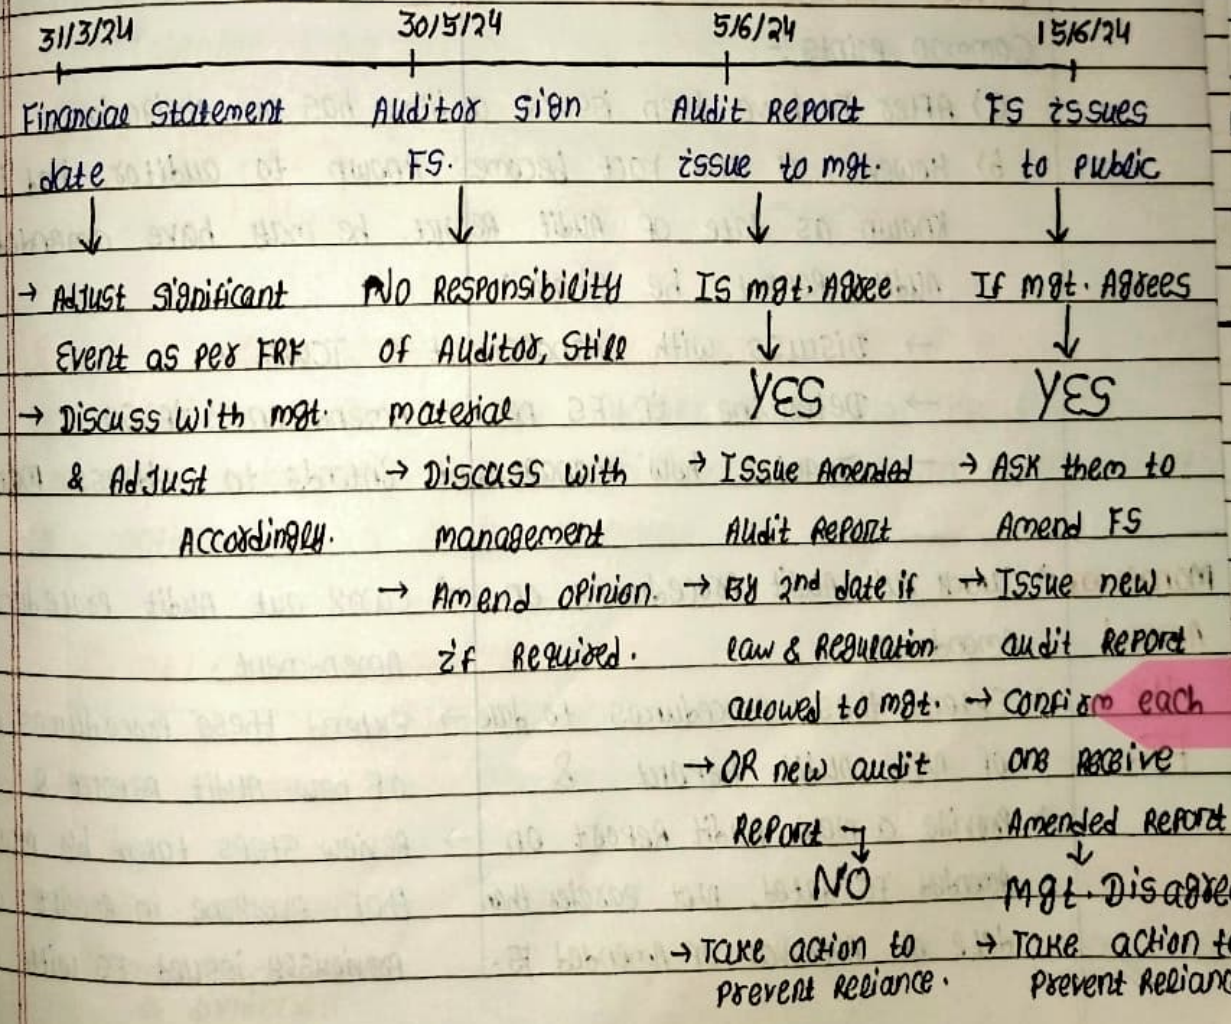 31/3/24 30/5/24 5/6/24 15/6/24
Financial Statement
date
↓
→ Adjust Significant
Event as per FRF
→ Discuss with mgt.
& Adjust
Accordingly.
Auditor Sign
FS.
↓
No Responsibility
of Auditor, Still
material
→ Discuss with
management
→ Amend opinion.
if Required.
Audit Report
issue to mgt.
↓
Is mgt. Agree
↓
YES
→ Issue Amended
Audit Report
→ By 2nd date if
law & Regulation
allowed to mgt.
→ OR new audit
Report
↓
NO
→ Take action to
prevent Reliance.
FS issues
to public
↓
If mgt. Agrees
↓
YES
→ Ask them to
Amend FS
→ Issue new
audit Report
→ Confirm each
one Receive
Amended Report
↓
Mgt. Disagre
→ Take action to
prevent Relianc